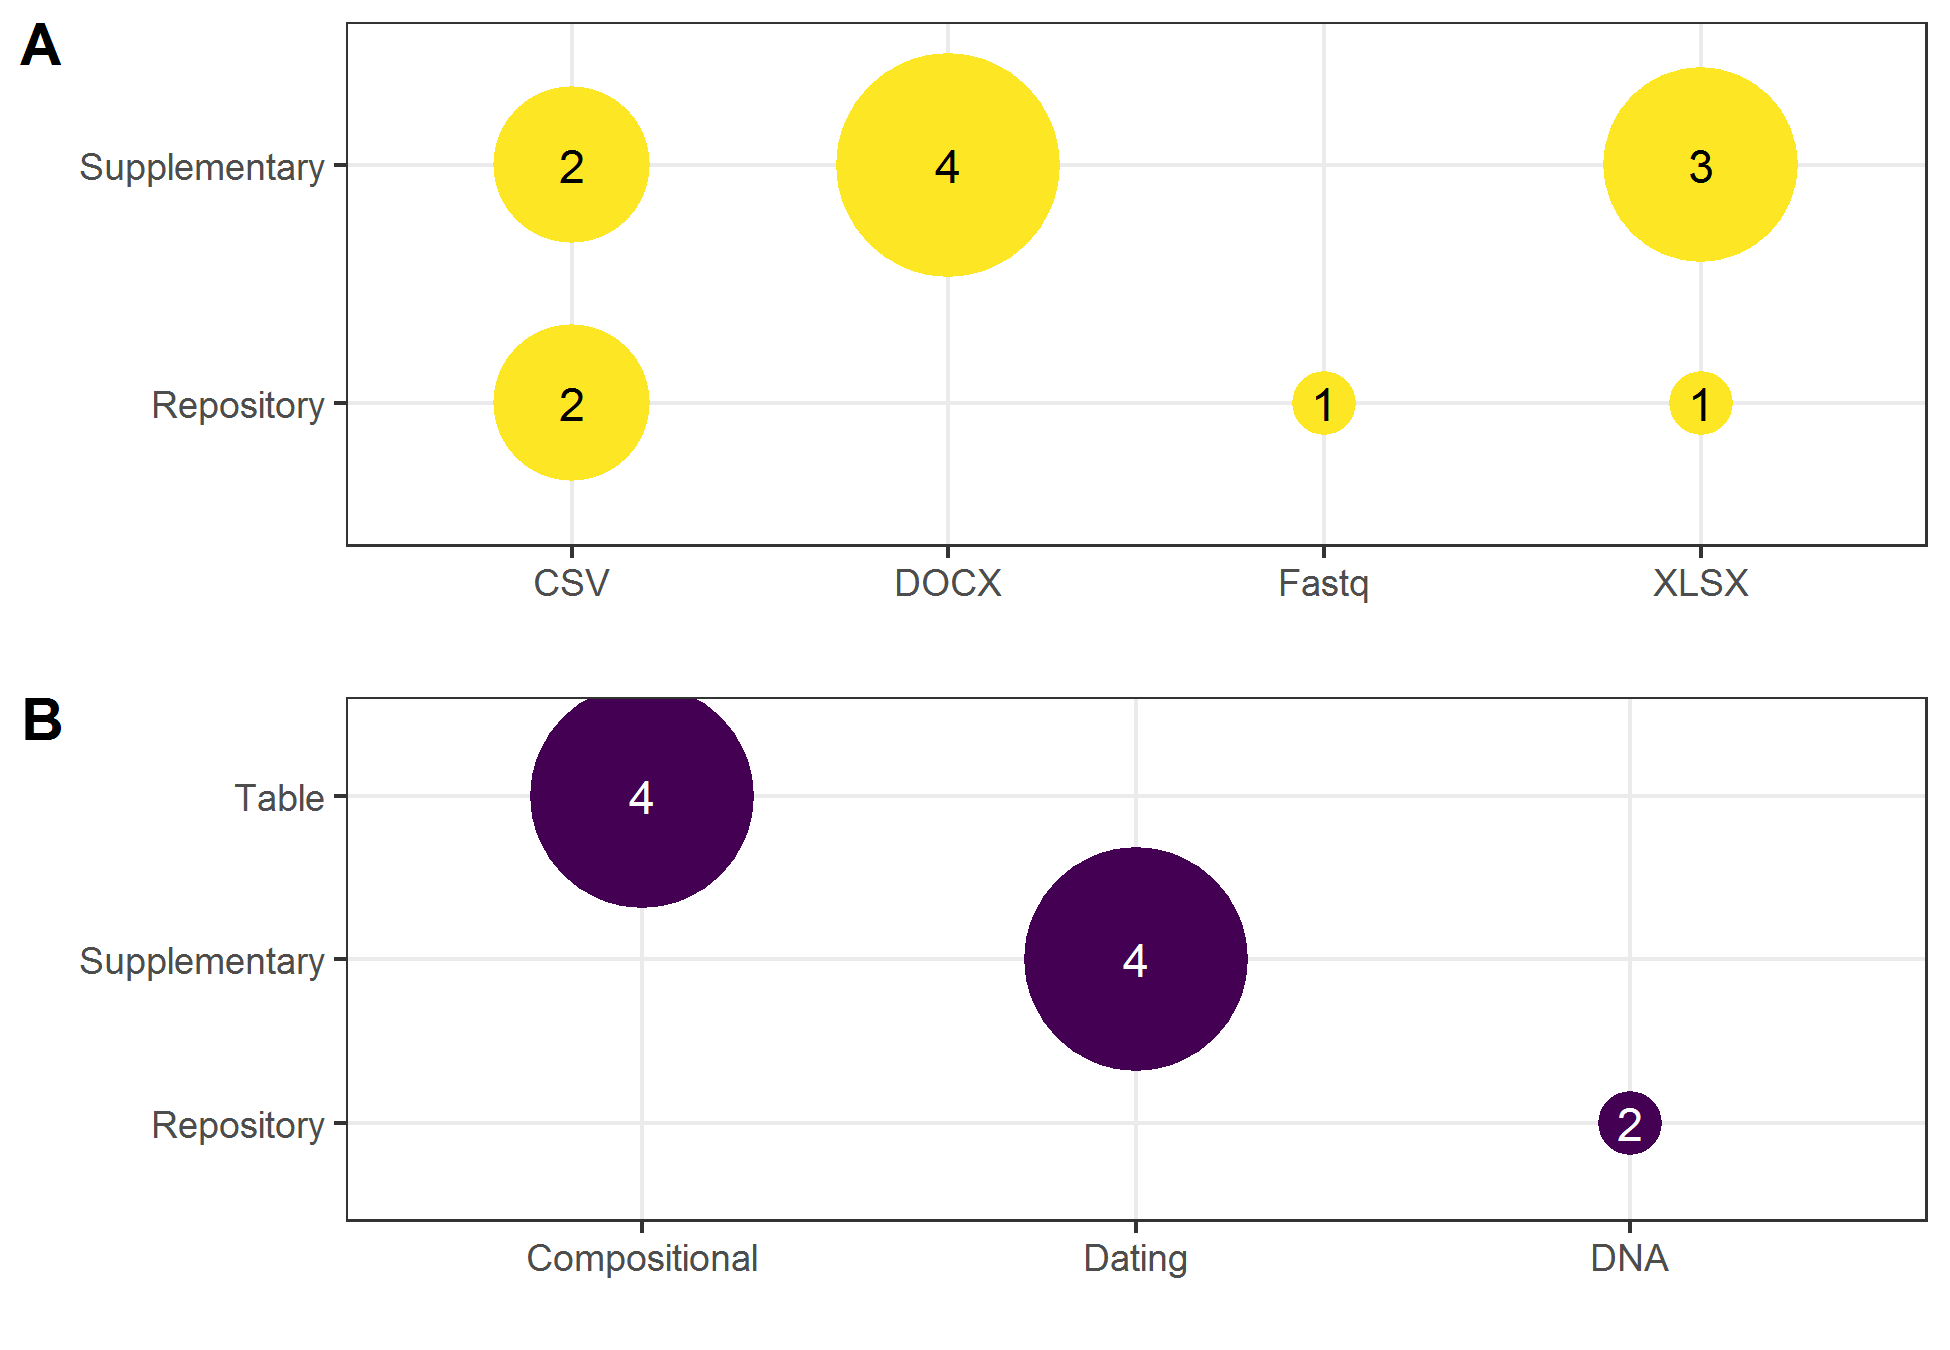 A
Supplementary
2
4
3
Repository
2
1
1
CSV
DOCX
Fastq
XLSX
B
Table
4
Supplementary
4
Repository
2
Compositional
Dating
DNA